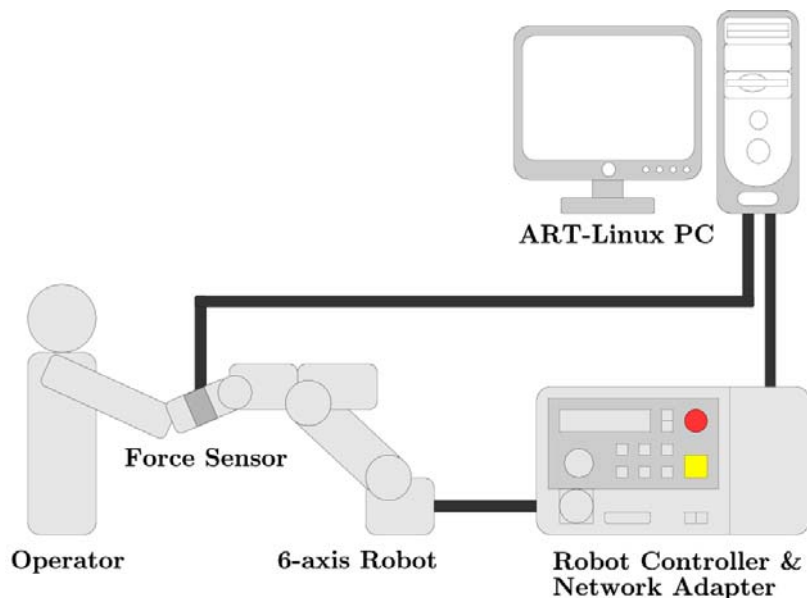 ART-Linux PC
Force Sensor
Operator
6-axis Robot
Robot Controller &
Network Adapter